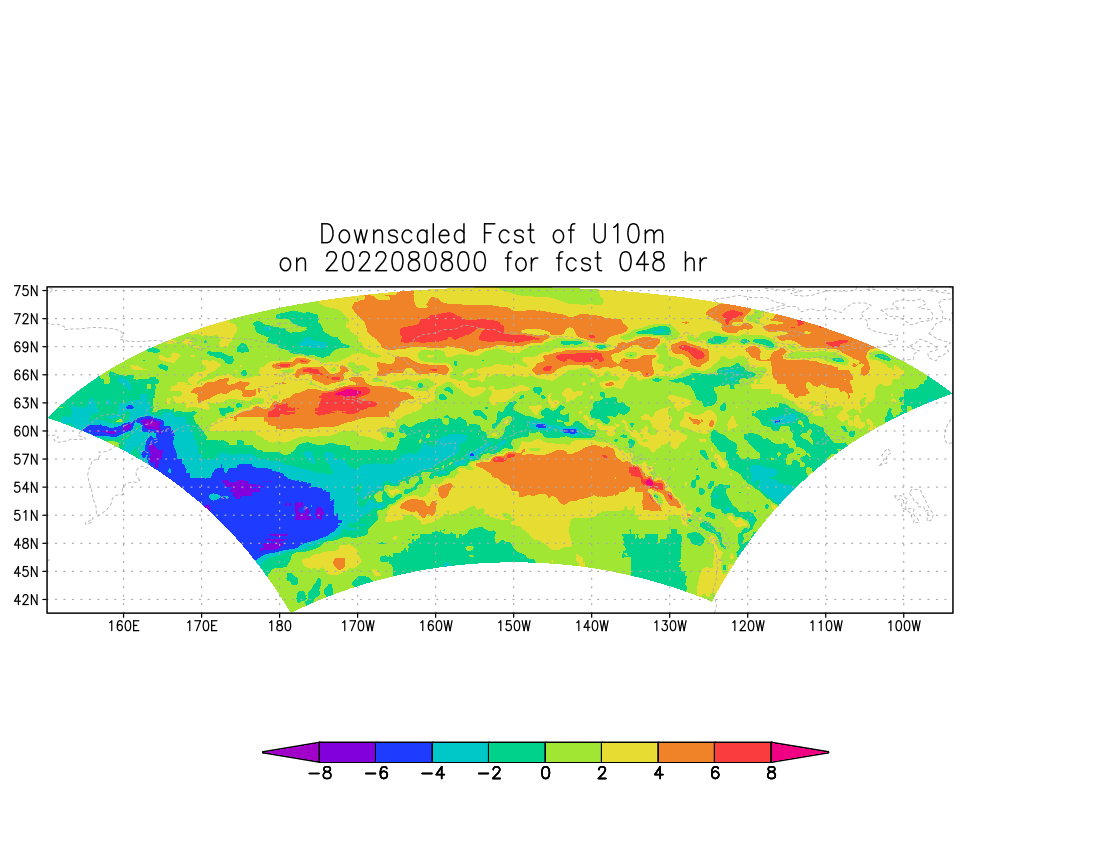 Downscaled Fcst of U10m
on 2022080800 for fcst 048 hr
75N
72N
69N
66N
63N
60N
57N
54N
51N
48N
45N
42N
160E 170E 180 170W 160W 150W 140W 130W 120W 110W 100W
-8 -6 -4 -2 0 2 4 6 8